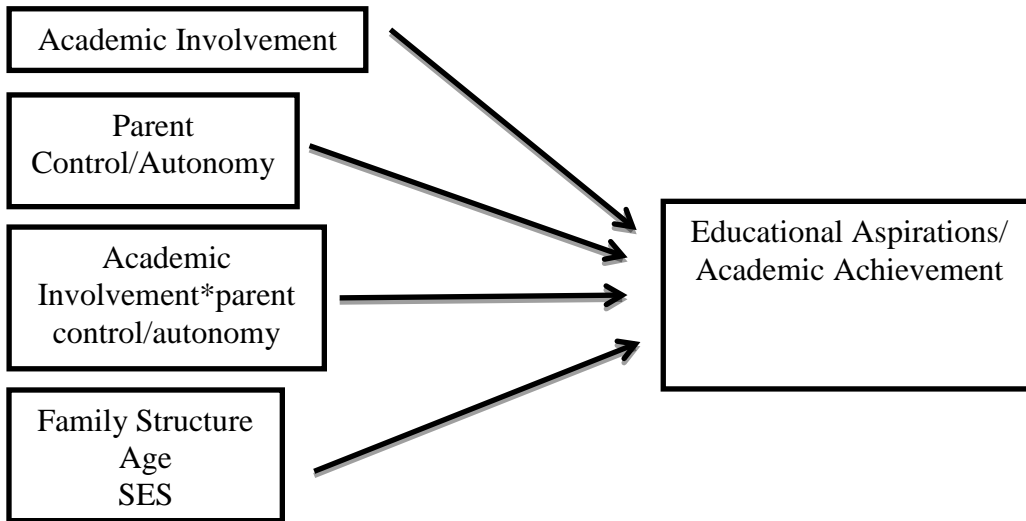 Academic Involvement
Parent
Control/Autonomy
Academic
Involvement*parent
control/autonomy
Family Structure
Age
SES
Educational Aspirations/
Academic Achievement